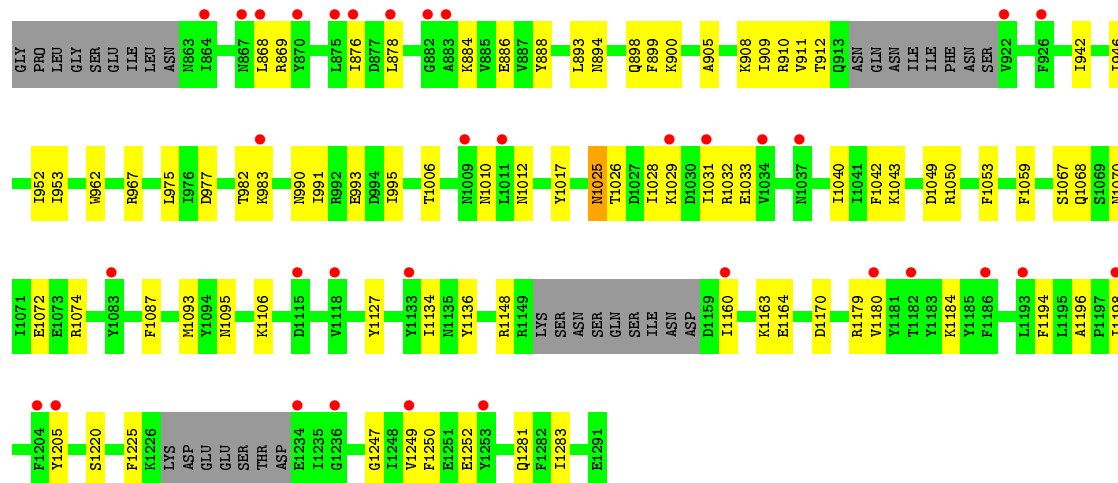 GLY PRO LEU GLY SER GLU ILE LEU ASN N863 I864 N867 L868 R869 Y870 L875 I876 D877 L878 G882 A883 K884 V885 E886 V887 Y888 L893 N894 Q898 F899 K900 A905 K908 I909 R910 V911 T912 Q913 ASN GLN ASN ILE ILE PHE ASN SER V922 F926 I942 I946
I952 I953 W962 R967 L975 I976 D977 T982 K983 N990 I991 R992 E993 D994 I995 T1006 N1009 N1010 L1011 N1012 Y1017 N1025 T1026 D1027 I1028 K1029 D1030 I1031 R1032 E1033 V1034 N1037 I1040 I1041 F1042 K1043 D1049 R1050 F1053 F1059 S1067 Q1068 S1069 N1070
I1071 E1072 E1073 R1074 Y1083 F1087 M1093 Y1094 N1095 K1106 D1115 V1118 Y1127 Y1133 I1134 N1135 Y1136 R1148 R1149 LYS SER ASN SER GLN SER ILE ASN ASP D1159 I1160 K1163 E1164 D1170 R1179 V1180 Y1181 T1182 Y1183 K1184 Y1185 F1186 L1193 F1194 L1195 A1196 P1197
F1204 Y1205 S1220 F1225 K1226 LYS ASP GLU GLU SER THR ASP E1234 I1235 G1236 G1247 I1248 V1249 F1250 E1251 E1252 Y1253 Q1281 F1282 I1283 E1291